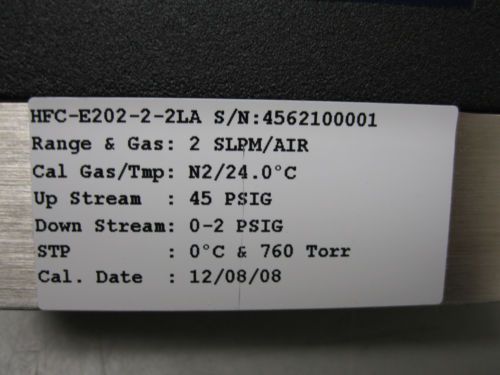 HFC-E202-2-2LA S/N:4562100001
Range & Gas: 2 SLPM/AIR
Cal Gas/Tmp: N2/24.0°C
Up Stream : 45 PSIG
Down Stream: 0-2 PSIG
STP : 0°C & 760 Torr
Cal. Date : 12/08/08